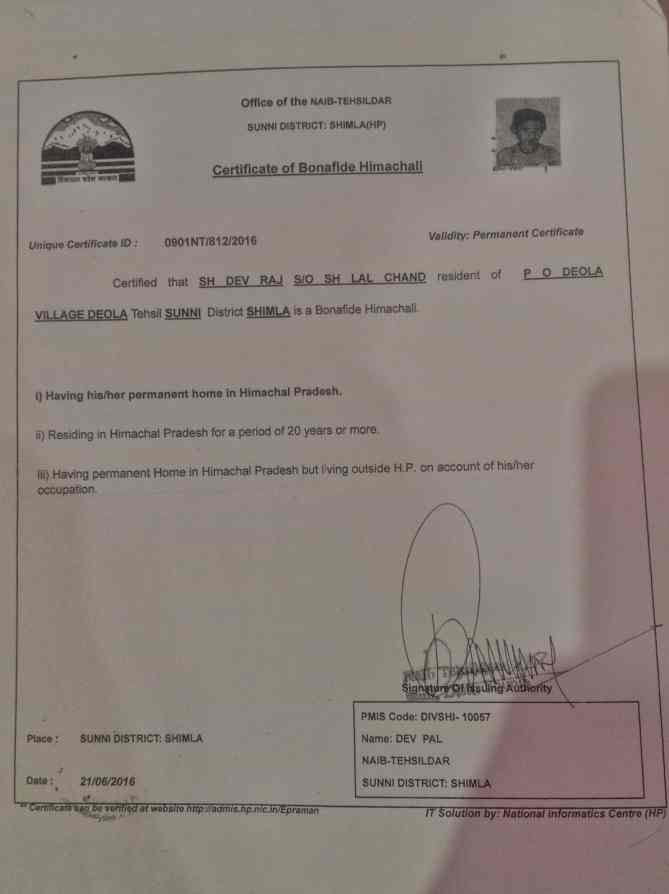 Office of the NAIB-TEHSILDAR
SUNNI DISTRICT: SHIMLA(HP)
Certificate of Bonafide Himachali
हिमाचल प्रदेश सरकार
Unique Certificate ID : 0901NT/812/2016 Validity: Permanent Certificate
Certified that SH DEV RAJ S/O SH LAL CHAND resident of P O DEOLA
VILLAGE DEOLA Tehsil SUNNI District SHIMLA is a Bonafide Himachali.
i) Having his/her permanent home in Himachal Pradesh.
ii) Residing in Himachal Pradesh for a period of 20 years or more.
iii) Having permanent Home in Himachal Pradesh but living outside H.P. on account of his/her
occupation.
Naib Tehsildar
Signature Of Issuing Authority
PMIS Code: DIVSHI- 10057
Place : SUNNI DISTRICT: SHIMLA
Name: DEV PAL
NAIB-TEHSILDAR
Date : 21/06/2016
SUNNI DISTRICT: SHIMLA
** Certificate can be verified at website http://admis.hp.nic.in/Epraman
IT Solution by: National informatics Centre (HP)